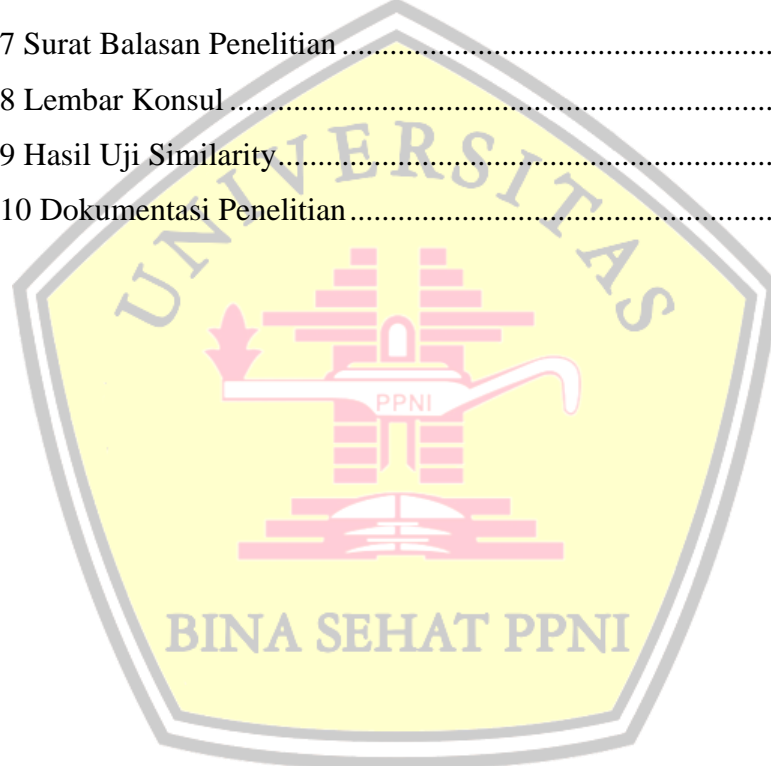 7 Surat Balasan Penelitian ......................................................
8 Lembar Konsul ......................................................................
9 Hasil Uji Similarity................................................................
10 Dokumentasi Penelitian ......................................................
UNIVERSITAS
PPNI
BINA SEHAT PPNI